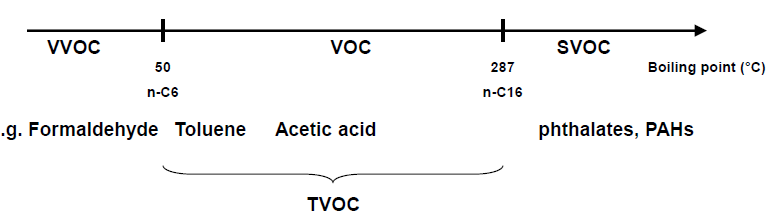 VVOC VOC SVOC
50 287 Boiling point (°C)
n-C6 n-C16
.g. Formaldehyde Toluene Acetic acid phthalates, PAHs
TVOC